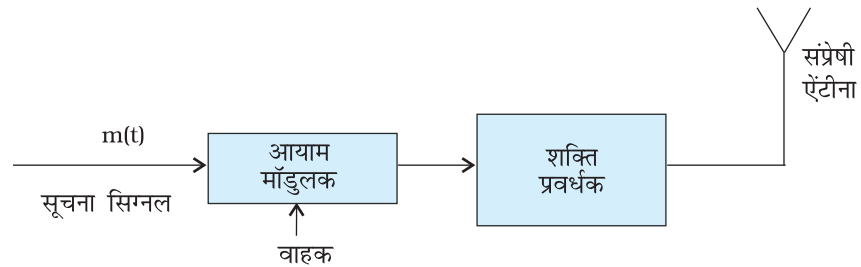 संप्रेषी
ऐंटीना
m(t)
आयाम
मॉडुलक
शक्ति
प्रवर्धक
सूचना सिग्नल
वाहक